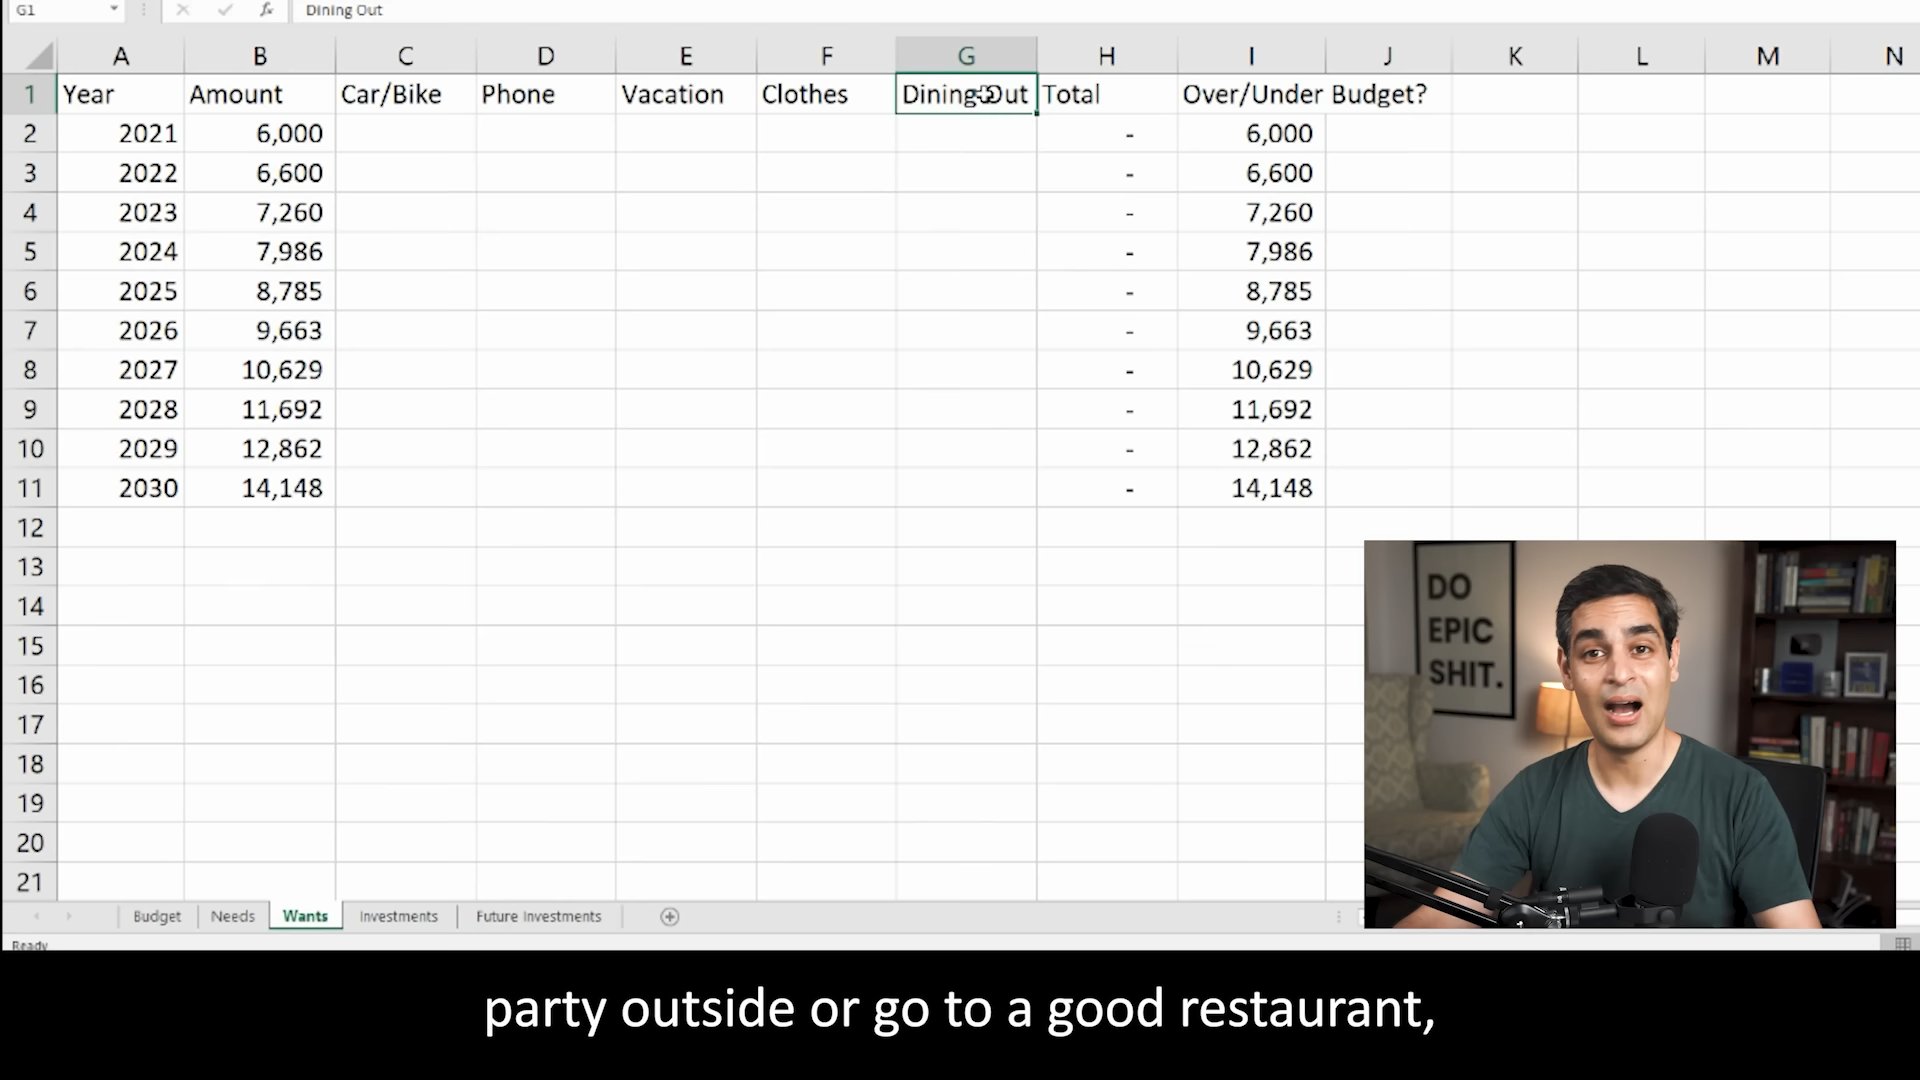 G1 fx Dining Out
A B C D E F G H I J K L M N
1 Year Amount Car/Bike Phone Vacation Clothes Dining Out Total Over/Under Budget?
2 2021 6,000 - 6,000
3 2022 6,600 - 6,600
4 2023 7,260 - 7,260
5 2024 7,986 - 7,986
6 2025 8,785 - 8,785
7 2026 9,663 - 9,663
8 2027 10,629 - 10,629
9 2028 11,692 - 11,692
10 2029 12,862 - 12,862
11 2030 14,148 - 14,148
12
13
14
15
16
17
18
19
20
21
DO
EPIC
SHIT.
Budget Needs Wants Investments Future Investments
Ready
party outside or go to a good restaurant,